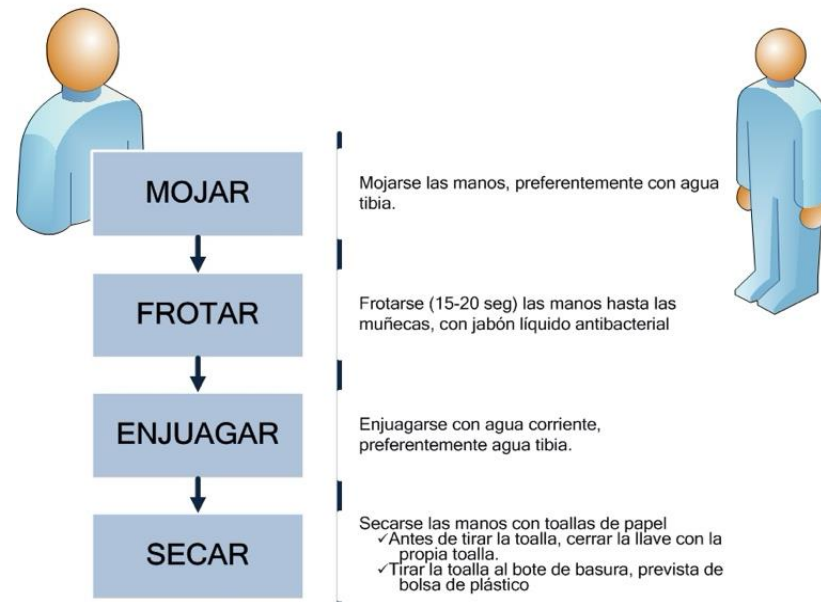 MOJAR
Mojarse las manos, preferentemente con agua
tibia.
FROTAR
Frotarse (15-20 seg) las manos hasta las
muñecas, con jabón líquido antibacterial
ENJUAGAR
Enjuagarse con agua corriente,
preferentemente agua tibia.
SECAR
Secarse las manos con toallas de papel
✓Antes de tirar la toalla, cerrar la llave con la
propia toalla.
✓Tirar la toalla al bote de basura, prevista de
bolsa de plástico